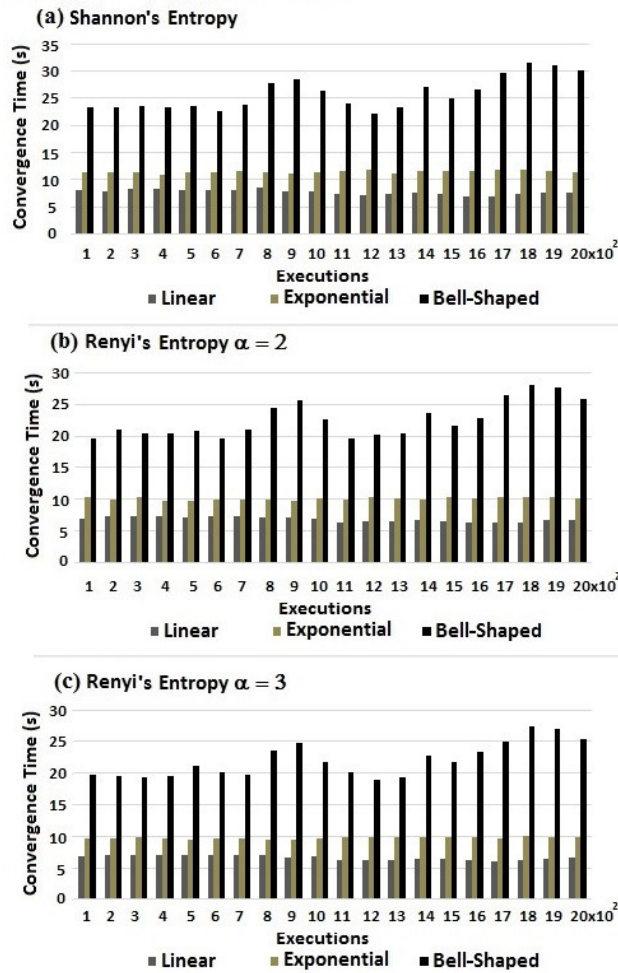 (a) Shannon's Entropy
Convergence Time (s)
35
30
25
20
15
10
5
0
1 2 3 4 5 6 7 8 9 10 11 12 13 14 15 16 17 18 19 20x10²
Executions
Linear Exponential Bell-Shaped
(b) Renyi's Entropy α = 2
Convergence Time (s)
30
25
20
15
10
5
0
1 2 3 4 5 6 7 8 9 10 11 12 13 14 15 16 17 18 19 20x10²
Executions
Linear Exponential Bell-Shaped
(c) Renyi's Entropy α = 3
Convergence Time (s)
30
25
20
15
10
5
0
1 2 3 4 5 6 7 8 9 10 11 12 13 14 15 16 17 18 19 20x10²
Executions
Linear Exponential Bell-Shaped